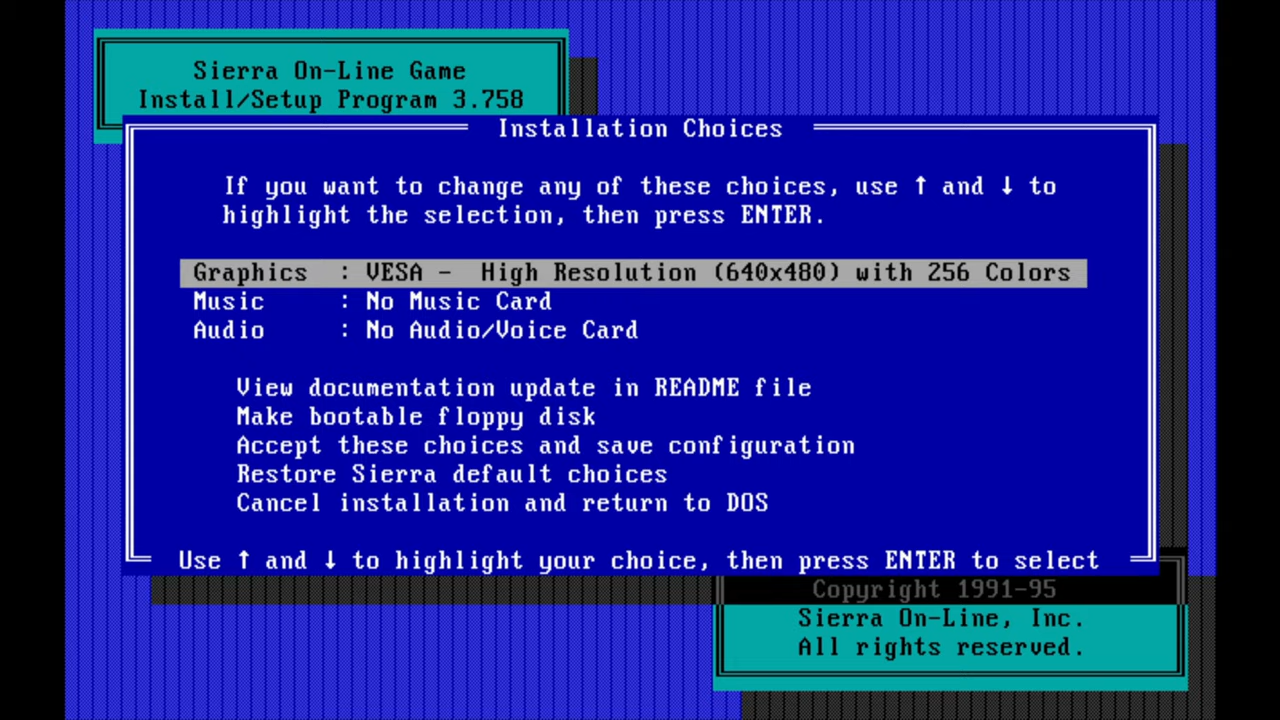 Sierra On-Line Game
Install/Setup Program 3.758
Installation Choices
If you want to change any of these choices, use ↑ and ↓ to
highlight the selection, then press ENTER.
Graphics : VESA - High Resolution (640x480) with 256 Colors
Music : No Music Card
Audio : No Audio/Voice Card
View documentation update in README file
Make bootable floppy disk
Accept these choices and save configuration
Restore Sierra default choices
Cancel installation and return to DOS
Use ↑ and ↓ to highlight your choice, then press ENTER to select
Copyright 1991-95
Sierra On-Line, Inc.
All rights reserved.